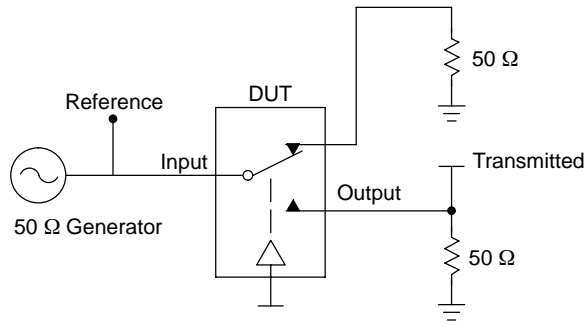 50 Ω
DUT
Reference
Input
Transmitted
Output
50 Ω Generator
50 Ω